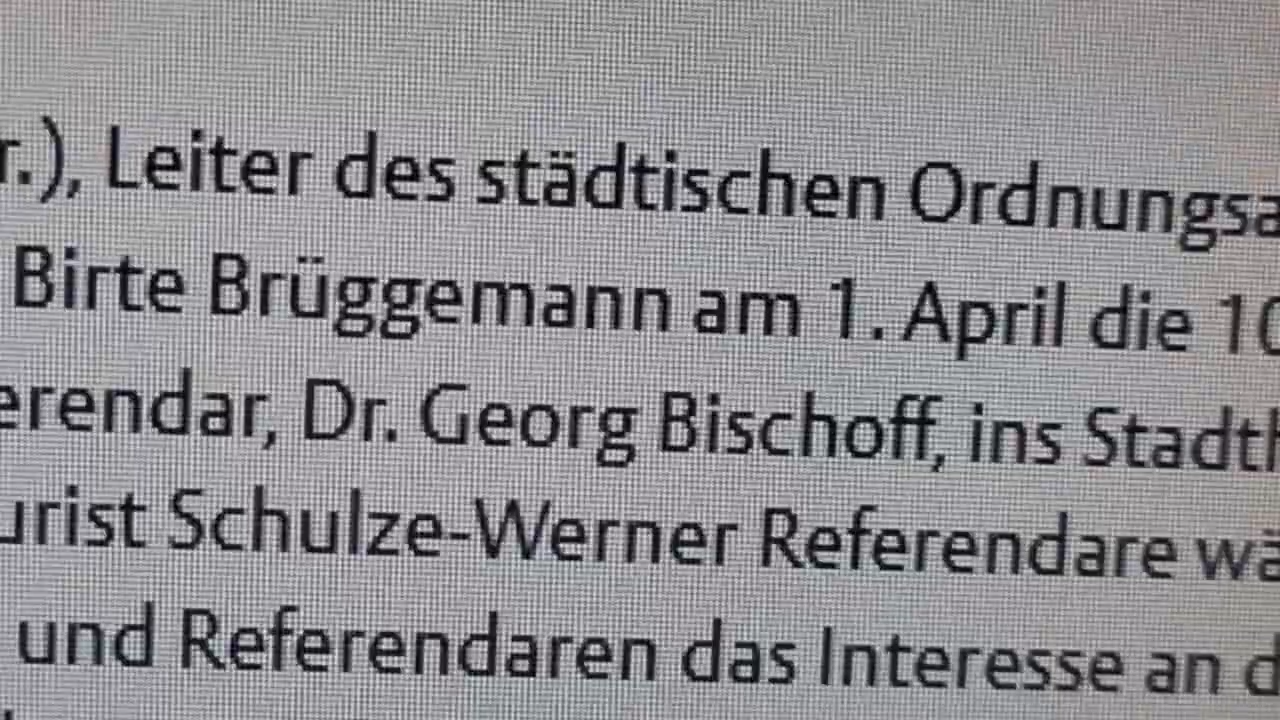 r.), Leiter des städtischen Ordnungsa
Birte Brüggemann am 1. April die 10
erendar, Dr. Georg Bischoff, ins Stadth
urist Schulze-Werner Referendare wä
und Referendaren das Interesse an d